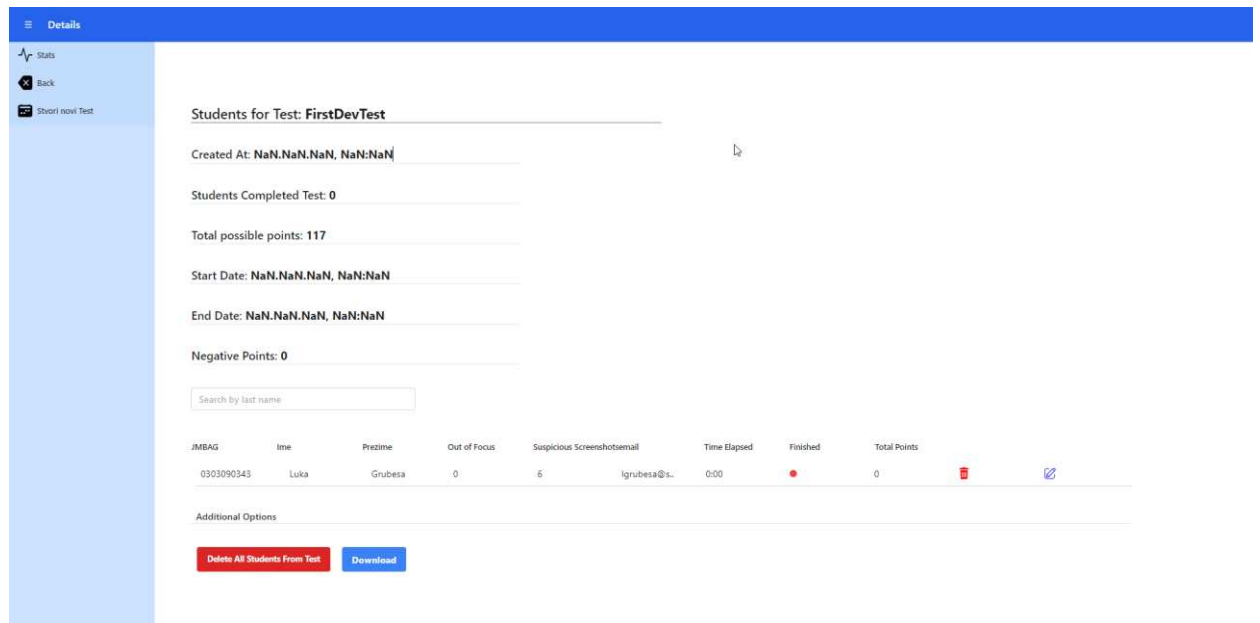 Details
Stats
Back
Stvori novi Test
Students for Test: FirstDevTest
Created At: NaN.NaN.NaN, NaN:NaN
Students Completed Test: 0
Total possible points: 117
Start Date: NaN.NaN.NaN, NaN:NaN
End Date: NaN.NaN.NaN, NaN:NaN
Negative Points: 0
Search by last name
JMBAG Ime Prezime Out of Focus Suspicious Screenshotsemail Time Elapsed Finished Total Points
0303090343 Luka Grubesa 0 6 lgrubesa@s... 0:00 0
Additional Options
Delete All Students From Test Download